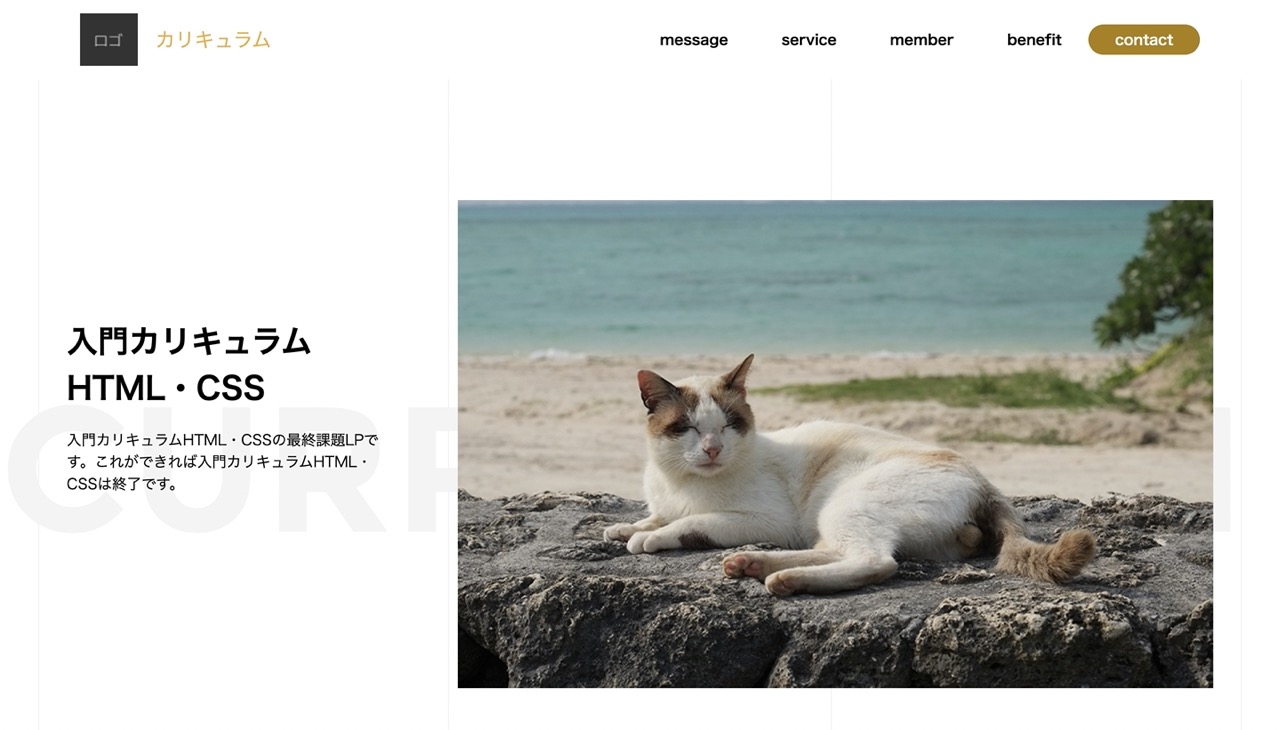 ロゴ
カリキュラム
message
service
member
benefit
contact
入門カリキュラム
HTML・CSS
入門カリキュラムHTML・CSSの最終課題LPで
す。これができれば入門カリキュラムHTML・
CSSは終了です。